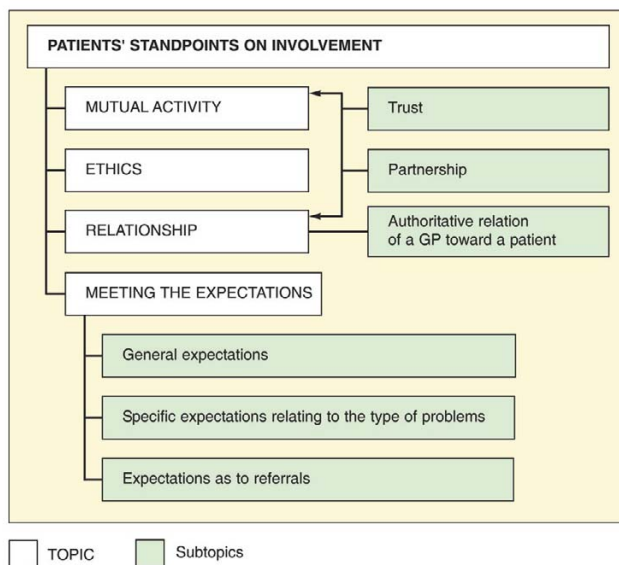 PATIENTS' STANDPOINTS ON INVOLVEMENT
MUTUAL ACTIVITY
Trust
ETHICS
Partnership
RELATIONSHIP
Authoritative relation
of a GP toward a patient
MEETING THE EXPECTATIONS
General expectations
Specific expectations relating to the type of problems
Expectations as to referrals
TOPIC
Subtopics